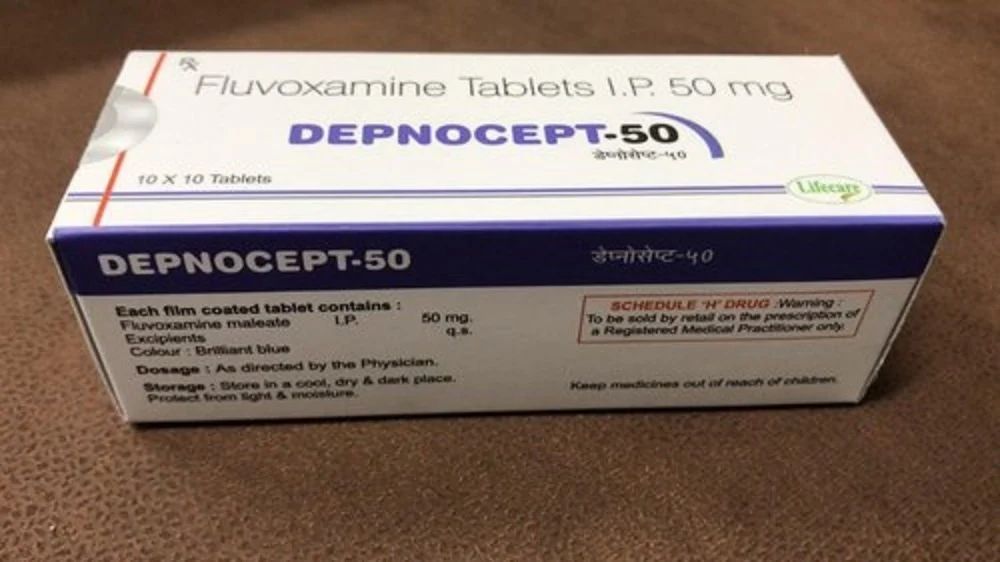 Rx
Fluvoxamine Tablets I.P. 50 mg
DEPNOCEPT-50
डेप्नोसेप्ट-५०
10 X 10 Tablets
Lifecare
DEPNOCEPT-50
डेप्नोसेप्ट-५०
Each film coated tablet contains :
Fluvoxamine maleate I.P. 50 mg.
Excipients q.s.
Colour : Brilliant blue
Dosage : As directed by the Physician.
Storage : Store in a cool, dry & dark place.
Protect from light & moisture.
SCHEDULE 'H' DRUG :Warning :
To be sold by retail on the prescription of
a Registered Medical Practitioner only.
Keep medicines out of reach of children.